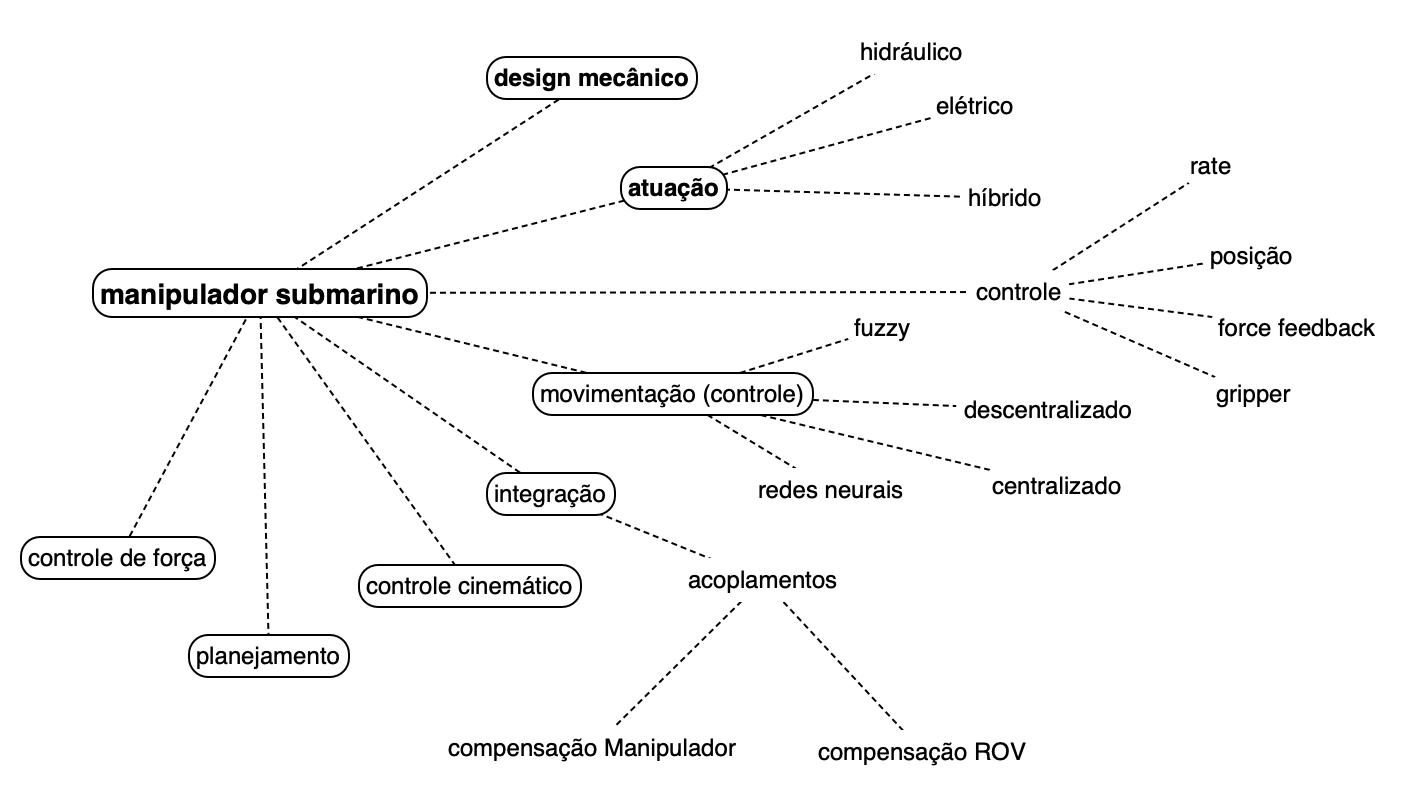 hidráulico
design mecânico
elétrico
rate
atuação
híbrido
posição
manipulador submarino
controle
fuzzy
force feedback
movimentação (controle)
gripper
descentralizado
integração
redes neurais
centralizado
controle de força
controle cinemático
acoplamentos
planejamento
compensação Manipulador
compensação ROV